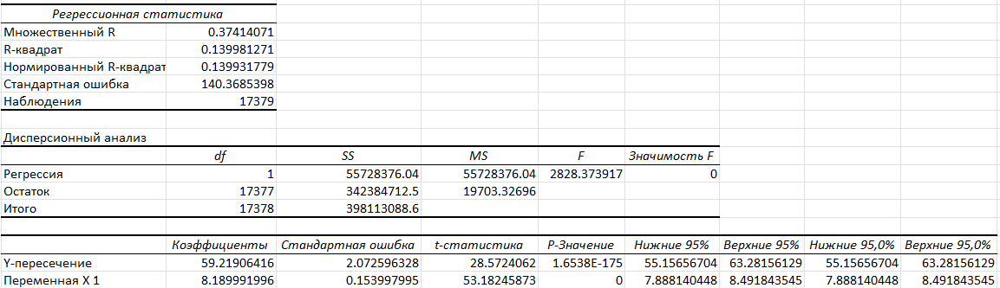 Регрессионная статистика
Множественный R 0.37414071
R-квадрат 0.139981271
Нормированный R-квадрат 0.139931779
Стандартная ошибка 140.3685398
Наблюдения 17379
Дисперсионный анализ
df SS MS F Значимость F
Регрессия 1 55728376.04 55728376.04 2828.373917 0
Остаток 17377 342384712.5 19703.32696
Итого 17378 398113088.6
Коэффициенты Стандартная ошибка t-статистика P-Значение Нижние 95% Верхние 95% Нижние 95,0% Верхние 95,0%
Y-пересечение 59.21906416 2.072596328 28.5724062 1.6538E-175 55.15656704 63.28156129 55.15656704 63.28156129
Переменная X 1 8.189991996 0.153997995 53.18245873 0 7.888140448 8.491843545 7.888140448 8.491843545